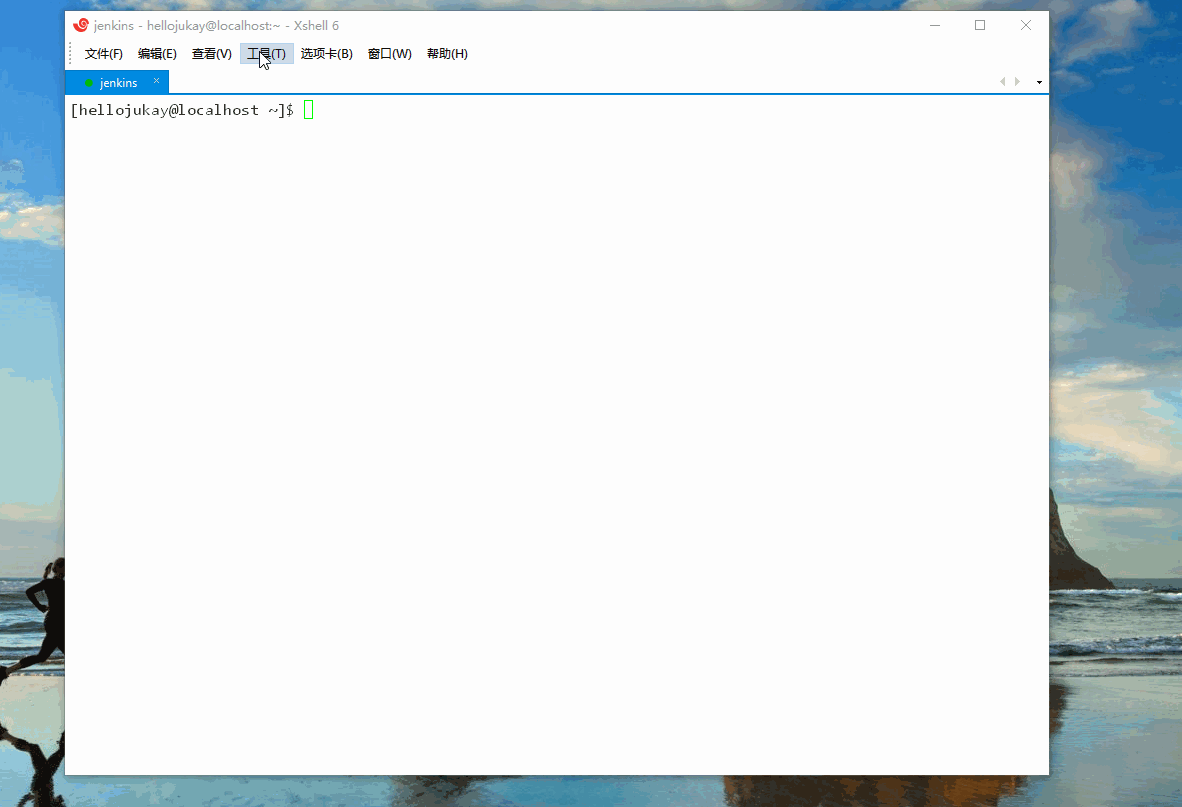 jenkins - hellojukay@localhost:~ - Xshell 6
文件(F) 编辑(E) 查看(V) 工具(T) 选项卡(B) 窗口(W) 帮助(H)
jenkins
[hellojukay@localhost ~]$